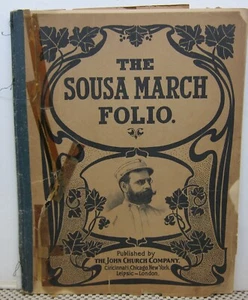 THE
SOUSA MARCH
FOLIO.
Published by
THE JOHN CHURCH COMPANY.
Cincinnati, Chicago, New York.
Leipsic—London.